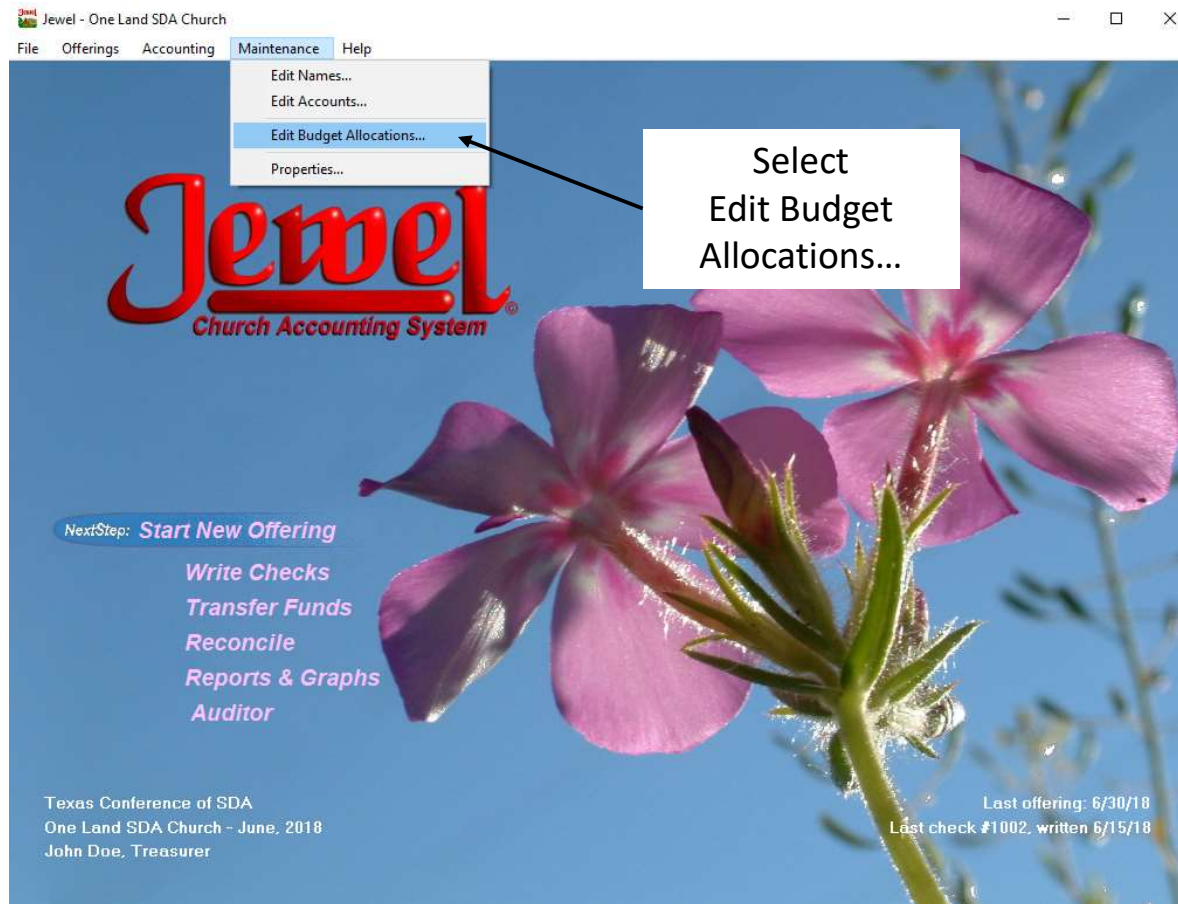 Jewel - One Land SDA Church
File Offerings Accounting Maintenance Help
Edit Names...
Edit Accounts...
Edit Budget Allocations...
Properties...
Select
Edit Budget
Allocations...
Jewel
Church Accounting System
NextStep: Start New Offering
Write Checks
Transfer Funds
Reconcile
Reports & Graphs
Auditor
Texas Conference of SDA
One Land SDA Church - June, 2018
John Doe, Treasurer
Last offering: 6/30/18
Last check #1002, written 6/15/18